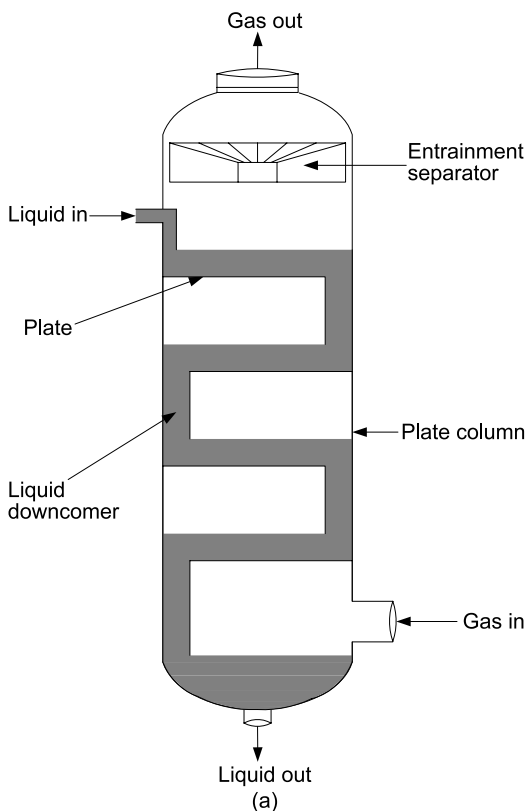 Gas out
Entrainment
separator
Liquid in
Plate
Plate column
Liquid
downcomer
Gas in
Liquid out
(a)